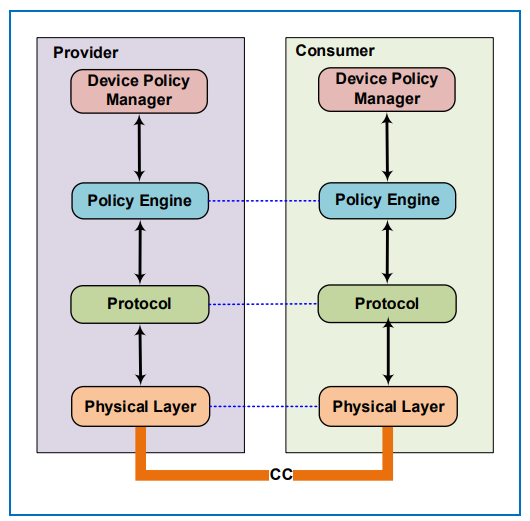 Provider
Device Policy
Manager
Policy Engine
Protocol
Physical Layer
Consumer
Device Policy
Manager
Policy Engine
Protocol
Physical Layer
CC